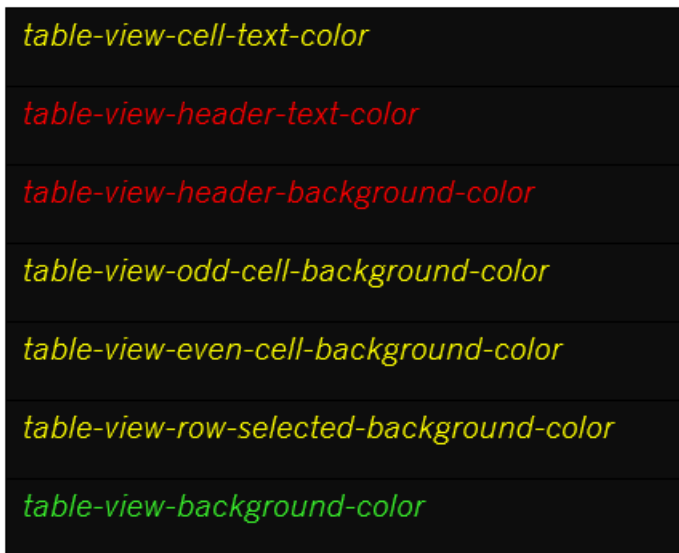 table-view-cell-text-color
table-view-header-text-color
table-view-header-background-color
table-view-odd-cell-background-color
table-view-even-cell-background-color
table-view-row-selected-background-color
table-view-background-color